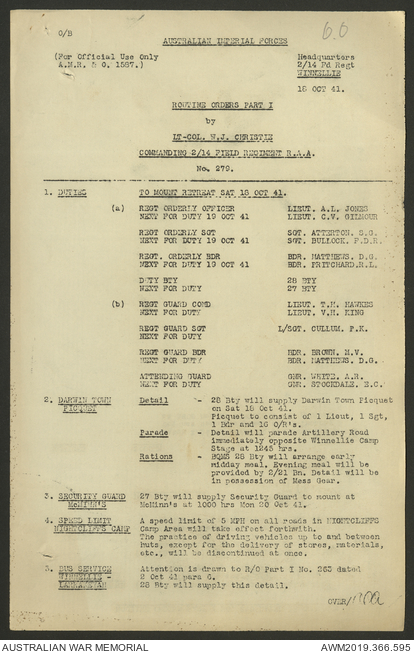 60
O/B
AUSTRALIAN IMPERIAL FORCES
(For Official Use Only
A.M.R. & O. 1587.)
Headquarters
2/14 Fd Regt
WINNELLIE
18 OCT 41.
ROUTINE ORDERS PART I
by
LT-COL. W.J. CHRISTIE
COMMANDING 2/14 FIELD REGIMENT R.A.A.
No. 279.
1. DUTIES TO MOUNT RETREAT SAT 18 OCT 41.
(a) REGT ORDERLY OFFICER LIEUT. A.L. JONES
NEXT FOR DUTY 19 OCT 41 LIEUT. C.V. GILMOUR
REGT ORDERLY SGT SGT. ATTERTON, S.G.
NEXT FOR DUTY 19 OCT 41 SGT. BULLOCK, P.D.R.
REGT. ORDERLY BDR BDR. MATTHEWS, D.G.
NEXT FOR DUTY 19 OCT 41 BDR. PRITCHARD, R.L.
DUTY BTY 28 BTY
NEXT FOR DUTY 27 BTY
(b) REGT GUARD COMD LIEUT. T.H. HAWKES
NEXT FOR DUTY LIEUT. V.H. KING
REGT GUARD SGT L/SGT. CULLUM, P.K.
NEXT FOR DUTY
REGT GUARD BDR BDR. BROWN, M.V.
NEXT FOR DUTY BDR. MATTHEWS, D.G.
ATTENDING GUARD GNR. WHITE, A.R.
NEXT FOR DUTY GNR. STOCKDALE, E.C.
2. DARWIN TOWN Detail - 28 Bty will supply Darwin Town Picquet
PICQUET on Sat 18 Oct 41.
Picquet to consist of 1 Lieut, 1 Sgt,
1 Bdr and 16 O/R's.
Parade - Detail will parade Artillery Road
immediately opposite Winnellie Camp
Stage at 1245 hrs.
Rations - BQMS 28 Bty will arrange early
midday meal. Evening meal will be
provided by 2/21 Bn. Detail will be
in possession of Mess Gear.
3. SECURITY GUARD 27 Bty will supply Security Guard to mount at
McMINN'S McMinn's at 1000 hrs Mon 20 Oct 41.
4. SPEED LIMIT A speed limit of 5 MPH on all roads in NIGHTCLIFFS
NIGHTCLIFFS CAMP Camp Area will take effect forthwith.
The practice of driving vehicles up to and between
huts, except for the delivery of stores, materials,
etc., will be discontinued at once.
5. BUS SERVICE Attention is drawn to R/O Part I No. 263 dated
WINNELLIE - 2 Oct 41 para 6.
28 Bty will supply this detail.
OVER/
AUSTRALIAN WAR MEMORIAL AWM2019.366.595